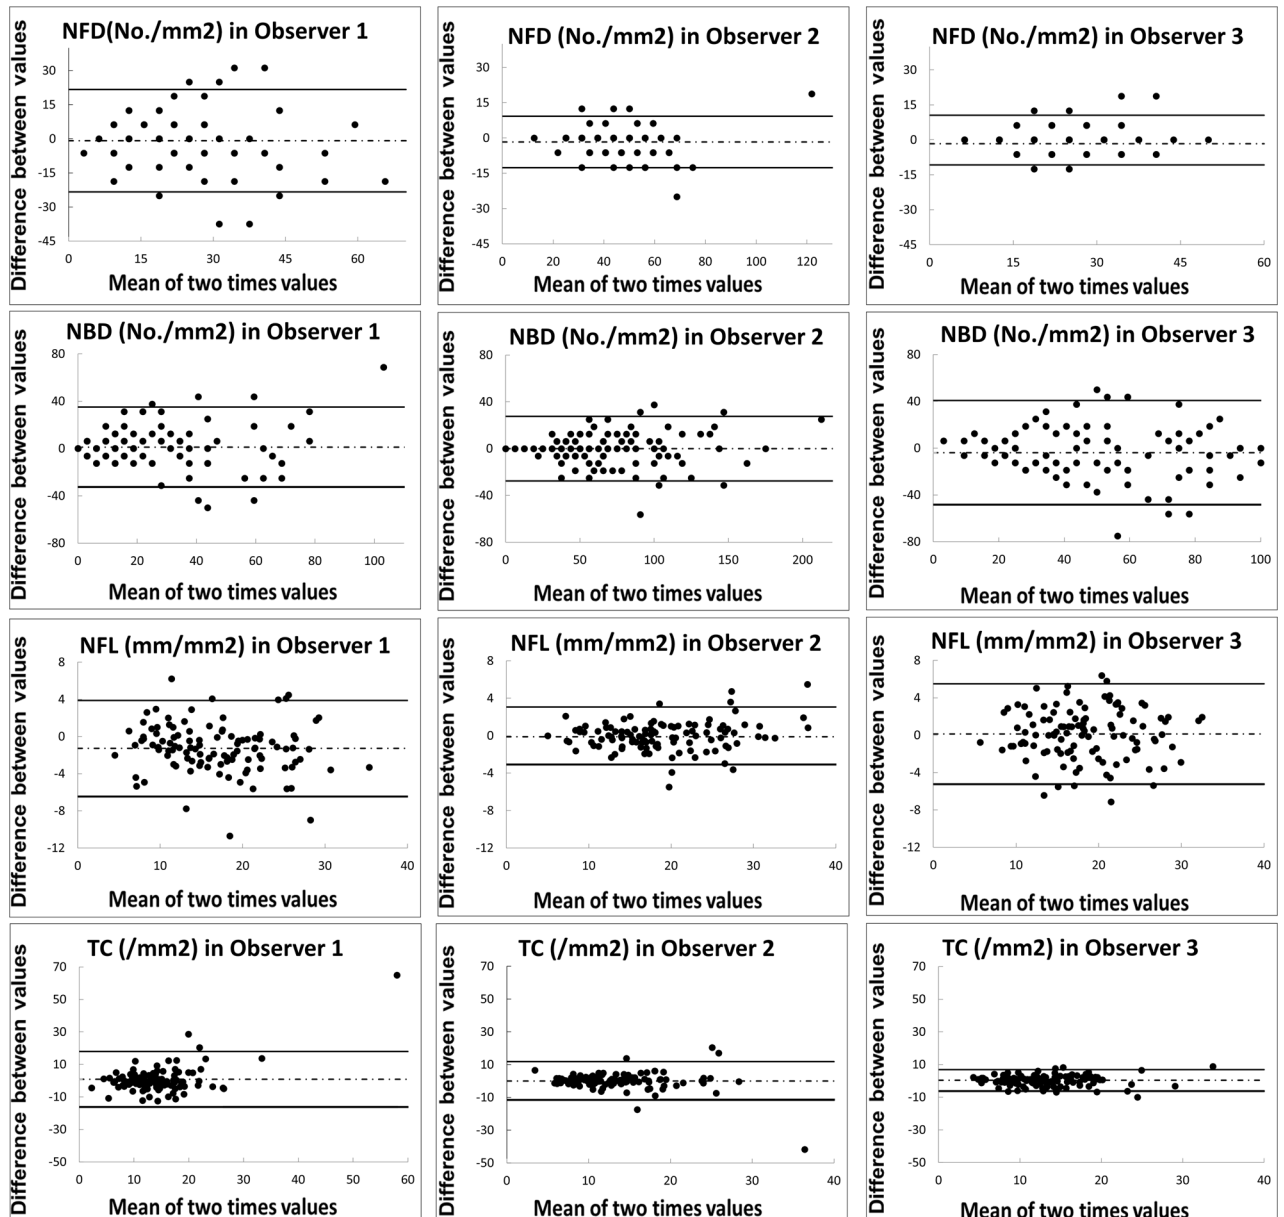 NFD(No./mm2) in Observer 1
Difference between values
30
15
0
-15
-30
-45
0 15 30 45 60
Mean of two times values
NFD (No./mm2) in Observer 2
Difference between values
30
15
0
-15
-30
-45
0 20 40 60 80 100 120
Mean of two times values
NFD (No./mm2) in Observer 3
Difference between values
30
15
0
-15
-30
-45
0 15 30 45 60
Mean of two times values
NBD (No./mm2) in Observer 1
Difference between values
80
40
0
-40
-80
0 20 40 60 80 100
Mean of two times values
NBD (No./mm2) in Observer 2
Difference between values
80
40
0
-40
-80
0 50 100 150 200
Mean of two times values
NBD (No./mm2) in Observer 3
Difference between values
80
40
0
-40
-80
0 20 40 60 80 100
Mean of two times values
NFL (mm/mm2) in Observer 1
Difference between values
8
4
0
-4
-8
-12
0 10 20 30 40
Mean of two times values
NFL (mm/mm2) in Observer 2
Difference between values
8
4
0
-4
-8
-12
0 10 20 30 40
Mean of two times values
NFL (mm/mm2) in Observer 3
Difference between values
8
4
0
-4
-8
-12
0 10 20 30 40
Mean of two times values
TC (/mm2) in Observer 1
Difference between values
70
50
30
10
-10
-30
-50
0 20 40 60
Mean of two times values
TC (/mm2) in Observer 2
Difference between values
70
50
30
10
-10
-30
-50
0 10 20 30 40
Mean of two times values
TC (/mm2) in Observer 3
Difference between values
70
50
30
10
-10
-30
-50
0 10 20 30 40
Mean of two times values